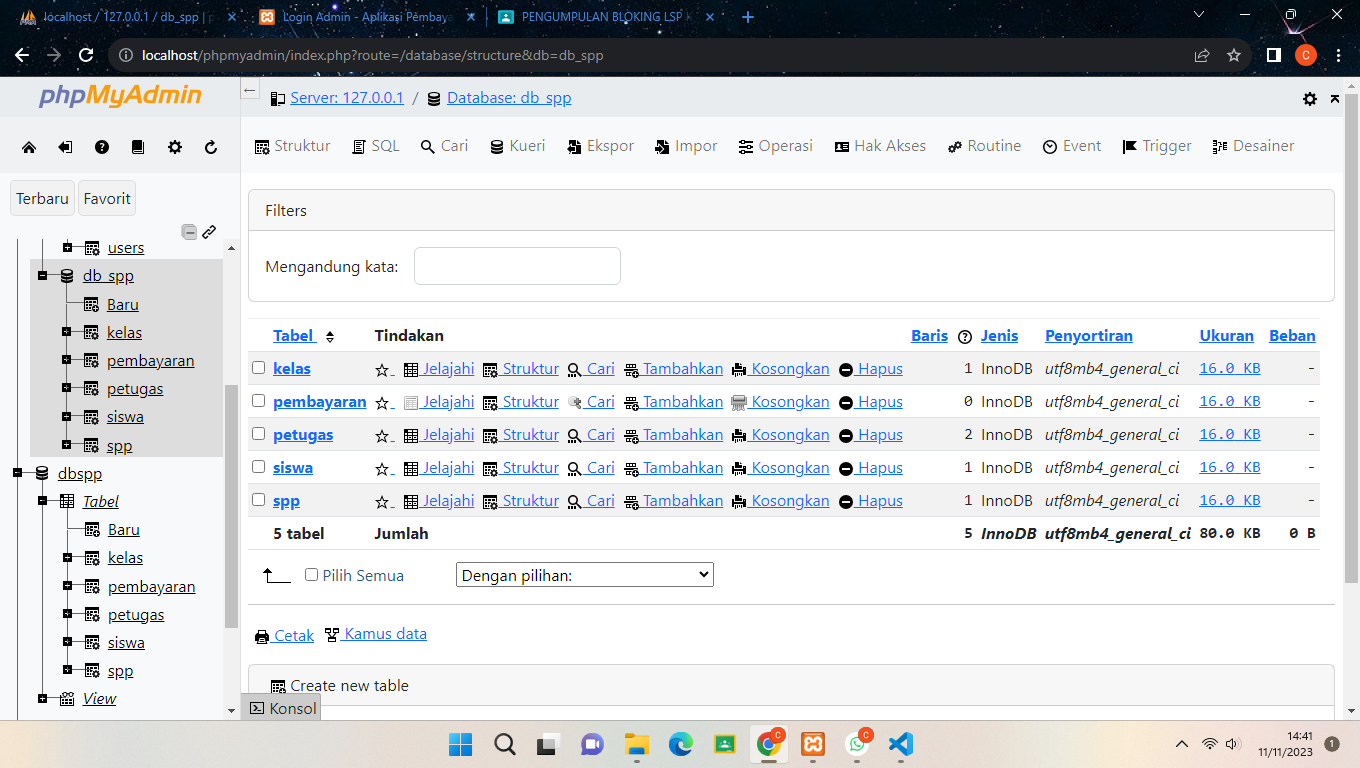 localhost / 127.0.0.1 / db_spp | p
Login Admin - Aplikasi Pembaya
PENGUMPULAN BLOKING LSP k
localhost/phpmyadmin/index.php?route=/database/structure&db=db_spp
C
phpMyAdmin
Server: 127.0.0.1 / Database: db_spp
Struktur SQL Cari Kueri Ekspor Impor Operasi Hak Akses Routine Event Trigger Desainer
Terbaru Favorit
users
db_spp
Baru
kelas
pembayaran
petugas
siswa
spp
dbspp
Tabel
Baru
kelas
pembayaran
petugas
siswa
spp
View
Filters
Mengandung kata:
Tabel Tindakan Baris Jenis Penyortiran Ukuran Beban
kelas Jelajahi Struktur Cari Tambahkan Kosongkan Hapus 1 InnoDB utf8mb4_general_ci 16.0 KB -
pembayaran Jelajahi Struktur Cari Tambahkan Kosongkan Hapus 0 InnoDB utf8mb4_general_ci 16.0 KB -
petugas Jelajahi Struktur Cari Tambahkan Kosongkan Hapus 2 InnoDB utf8mb4_general_ci 16.0 KB -
siswa Jelajahi Struktur Cari Tambahkan Kosongkan Hapus 1 InnoDB utf8mb4_general_ci 16.0 KB -
spp Jelajahi Struktur Cari Tambahkan Kosongkan Hapus 1 InnoDB utf8mb4_general_ci 16.0 KB -
5 tabel Jumlah 5 InnoDB utf8mb4_general_ci 80.0 KB 0 B
Pilih Semua Dengan pilihan:
Cetak Kamus data
Create new table
Konsol
C
C
14:41
11/11/2023
1